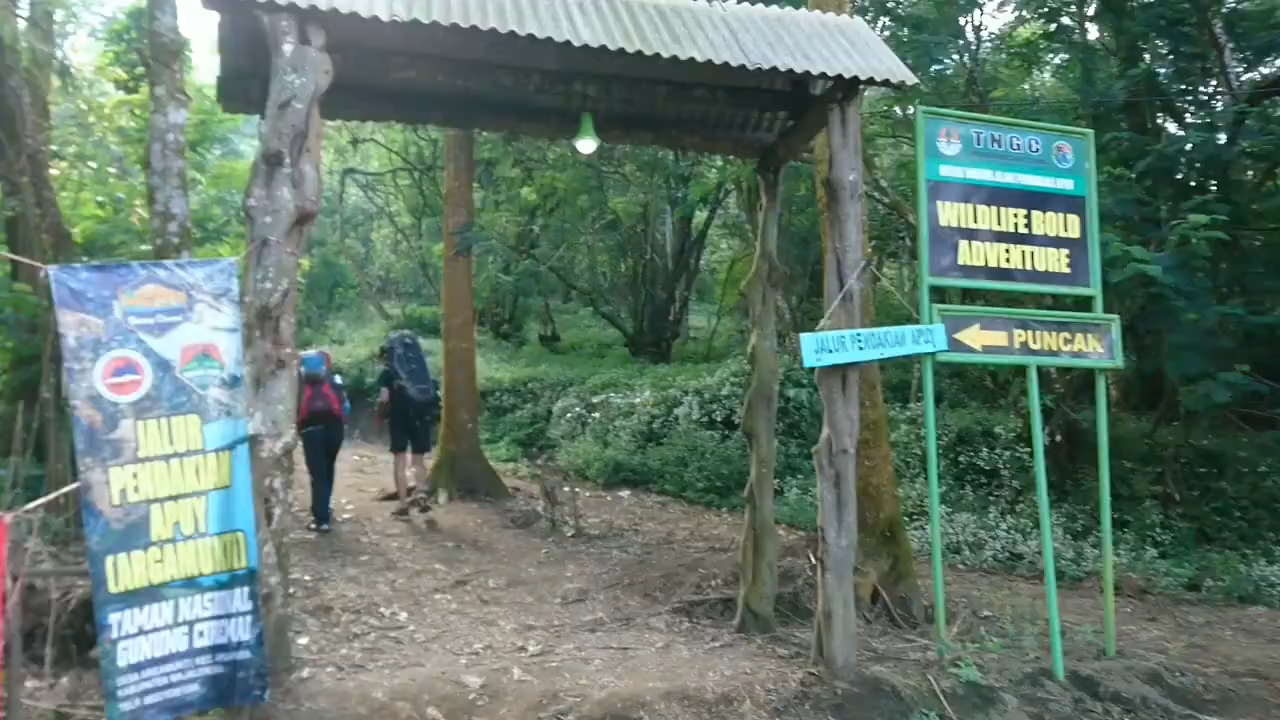 JALUR
PENDAKIAN
APUY
(ARGAMUKTI)
TAMAN NASIONAL
GUNUNG CIREMAI
JALUR PENDAKIAN APUY
TNGC
WILDLIFE BOLD
ADVENTURE
PUNCAK